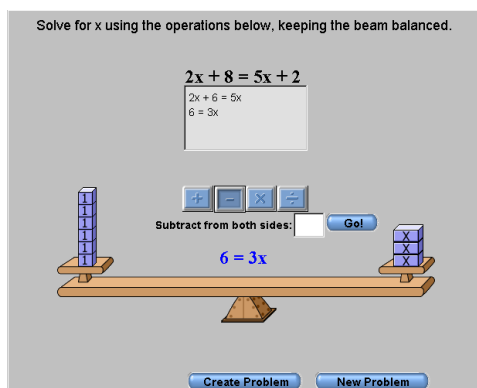 Solve for x using the operations below, keeping the beam balanced.
2x + 8 = 5x + 2
2x + 6 = 5x
6 = 3x
+ − × ÷
Subtract from both sides: Go!
1
1
1
1
1
1
X
X
X
6 = 3x
Create Problem New Problem